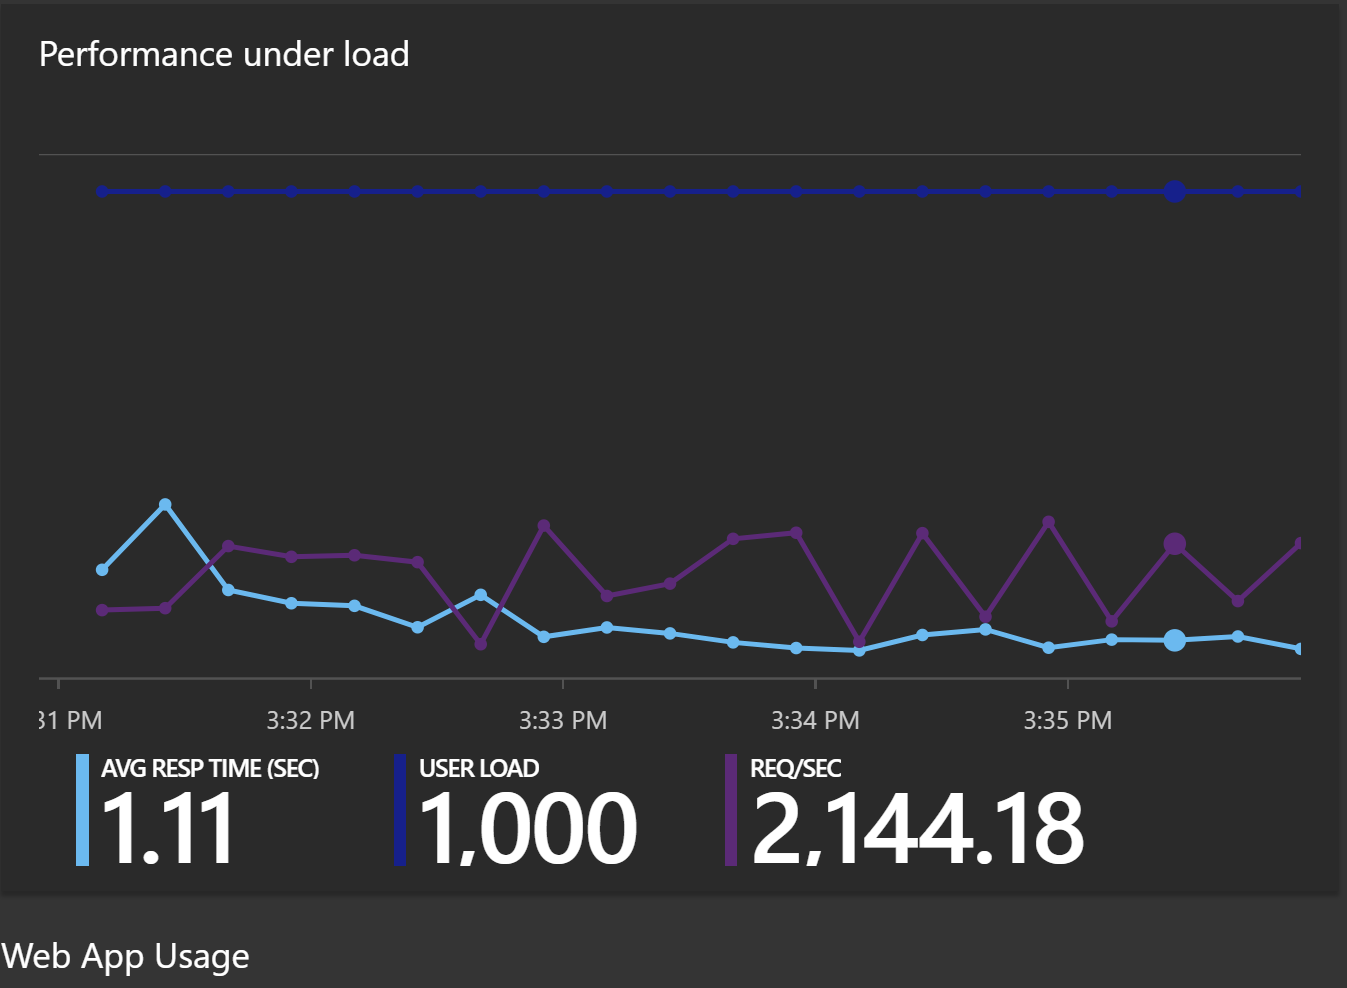 Performance under load
31 PM 3:32 PM 3:33 PM 3:34 PM 3:35 PM
AVG RESP TIME (SEC) USER LOAD REQ/SEC
1.11 1,000 2,144.18
Web App Usage